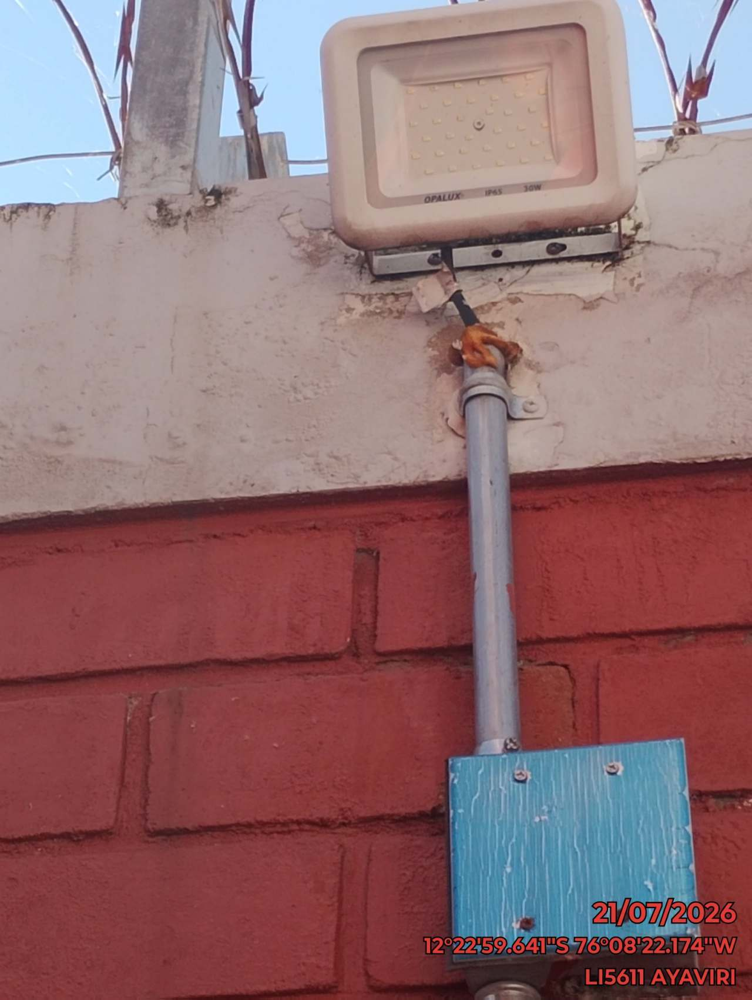 OPALUX IP65 30W
21/07/2026
12°22'59.641"S 76°08'22.174"W
LI5611 AYAVIRI